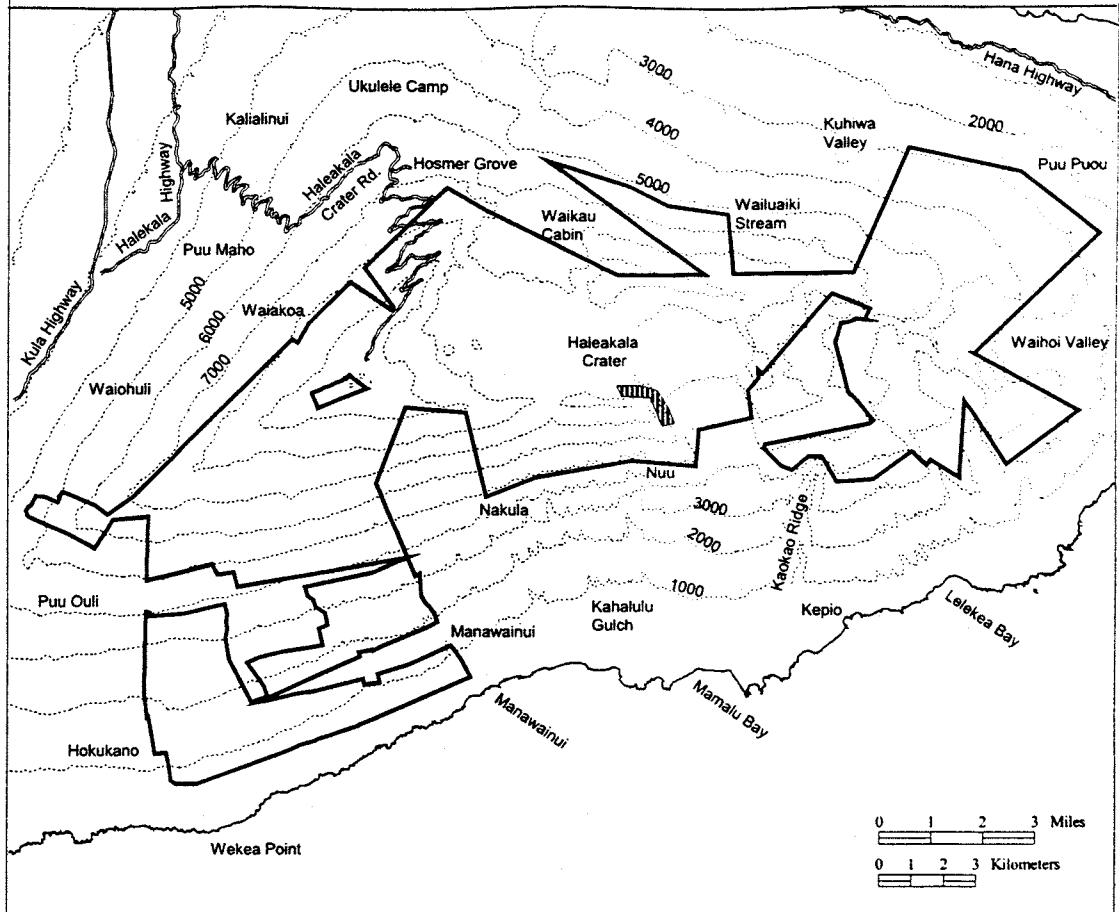 3000
Hana Highway
Ukulele Camp
Kalialinui
4000
Kuhiwa
Valley
2000
Halekala
Highway
Haleakala
Crater Rd.
Hosmer Grove
5000
Puu Puou
Waikau
Cabin
Wailuaiki
Stream
Puu Maho
5000
6000
7000
Kula Highway
Waiakoa
Haleakala
Crater
Waihoi Valley
Waiohuli
Nuu
Nakula
3000
2000
1000
Kaokao Ridge
Puu Ouli
Kahalulu
Gulch
Kepio
Lelekea Bay
Manawainui
Manawainui
Mamalu Bay
Hokukano
Wekea Point
0 1 2 3 Miles
0 1 2 3 Kilometers